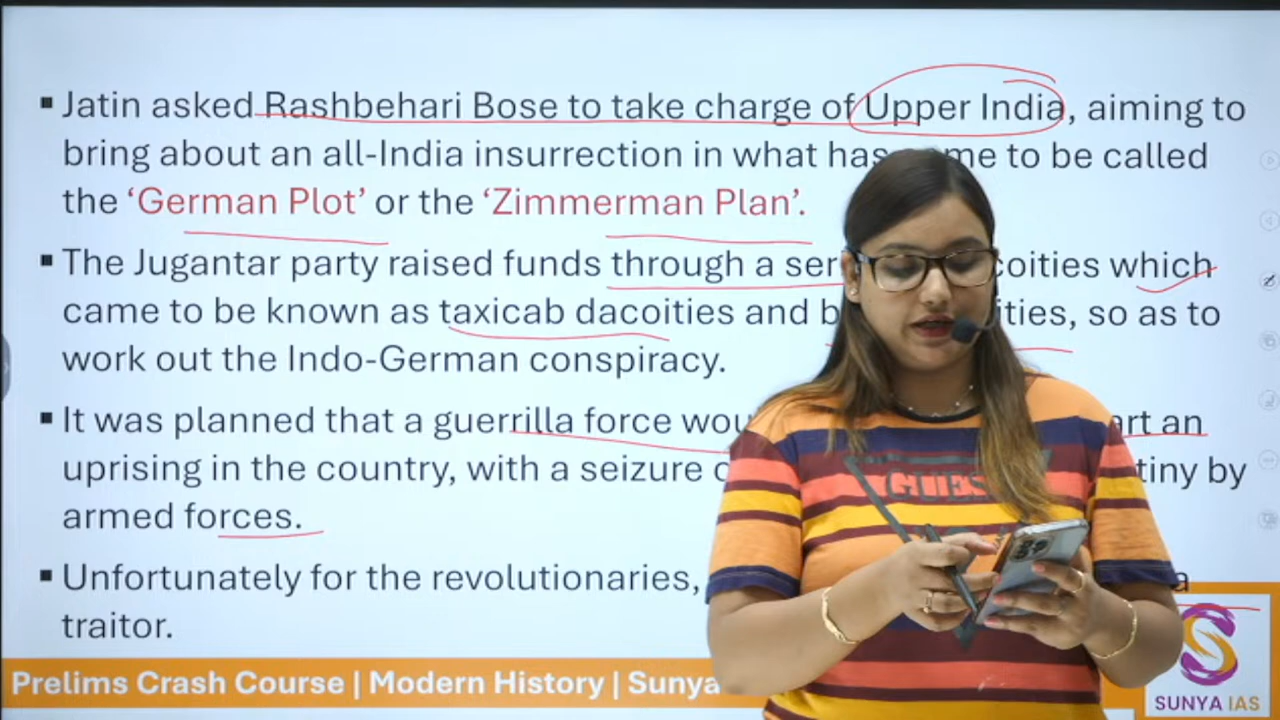 ▪ Jatin asked Rashbehari Bose to take charge of Upper India, aiming to
bring about an all-India insurrection in what has come to be called
the ‘German Plot’ or the ‘Zimmerman Plan’.
▪ The Jugantar party raised funds through a ser coities which
came to be known as taxicab dacoities and b ities, so as to
work out the Indo-German conspiracy.
▪ It was planned that a guerrilla force wou art an
uprising in the country, with a seizure tiny by
armed forces.
▪ Unfortunately for the revolutionaries, a
traitor.
GUESS
Prelims Crash Course | Modern History | Sunya
SUNYA IAS